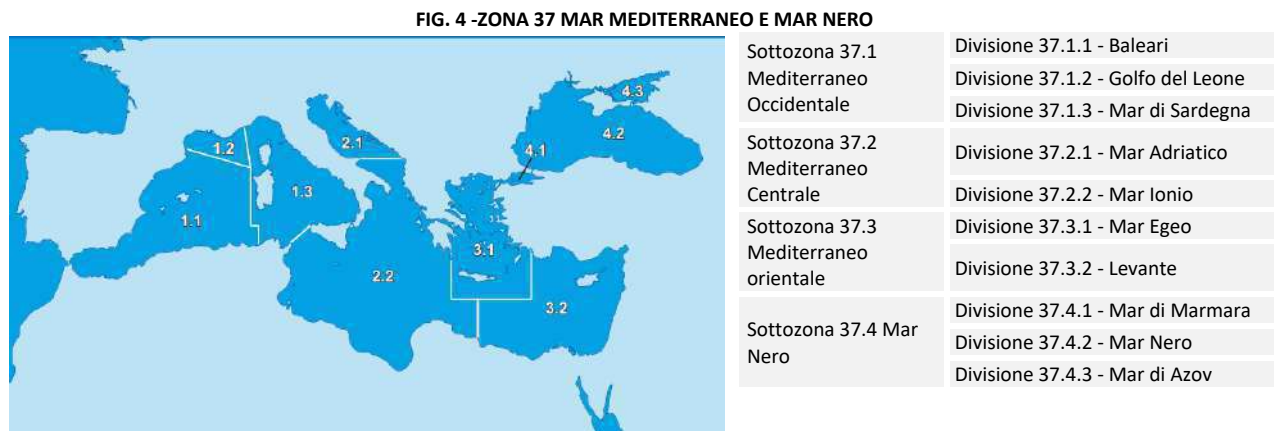 FIG. 4 -ZONA 37 MAR MEDITERRANEO E MAR NERO
4.3
4.2
2.1
4.1
1.2
1.3
1.1
3.1
2.2
3.2
Sottozona 37.1
Mediterraneo
Occidentale
Divisione 37.1.1 - Baleari
Divisione 37.1.2 - Golfo del Leone
Divisione 37.1.3 - Mar di Sardegna
Sottozona 37.2
Mediterraneo
Centrale
Divisione 37.2.1 - Mar Adriatico
Divisione 37.2.2 - Mar Ionio
Sottozona 37.3
Mediterraneo
orientale
Divisione 37.3.1 - Mar Egeo
Divisione 37.3.2 - Levante
Sottozona 37.4 Mar
Nero
Divisione 37.4.1 - Mar di Marmara
Divisione 37.4.2 - Mar Nero
Divisione 37.4.3 - Mar di Azov